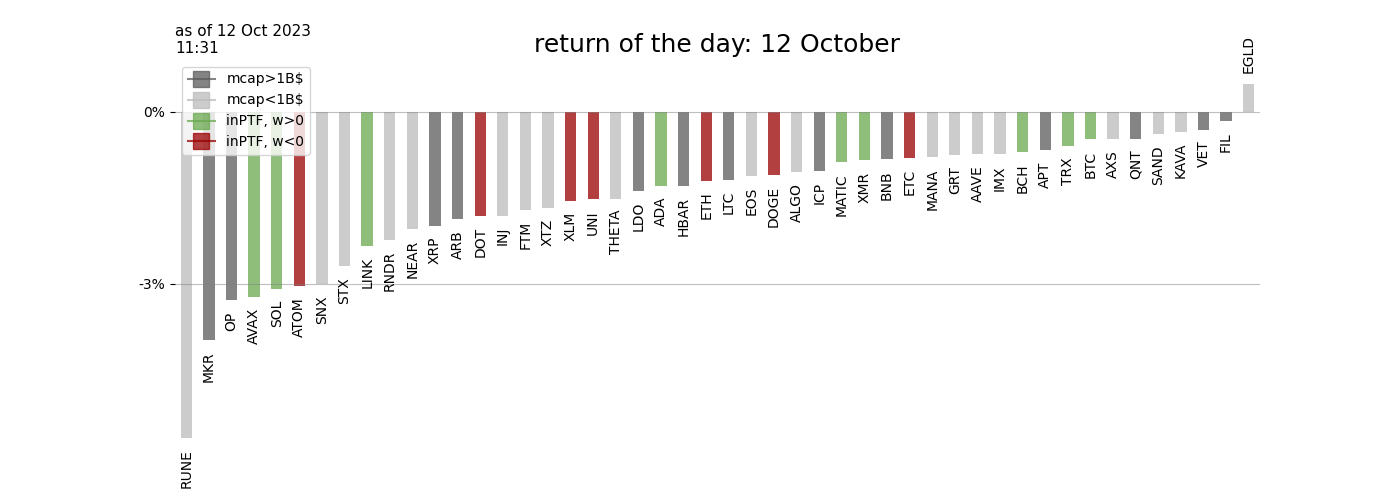 as of 12 Oct 2023
11:31
return of the day: 12 October
mcap>1B$
mcap<1B$
inPTF, w>0
inPTF, w<0
0%
-3%
RUNE
MKR
OP
AVAX
SOL
ATOM
SNX
STX
LINK
RNDR
NEAR
XRP
ARB
DOT
INJ
FTM
XTZ
XLM
UNI
THETA
LDO
ADA
HBAR
ETH
LTC
EOS
DOGE
ALGO
ICP
MATIC
XMR
BNB
ETC
MANA
GRT
AAVE
IMX
BCH
APT
TRX
BTC
AXS
QNT
SAND
KAVA
VET
FIL
EGLD